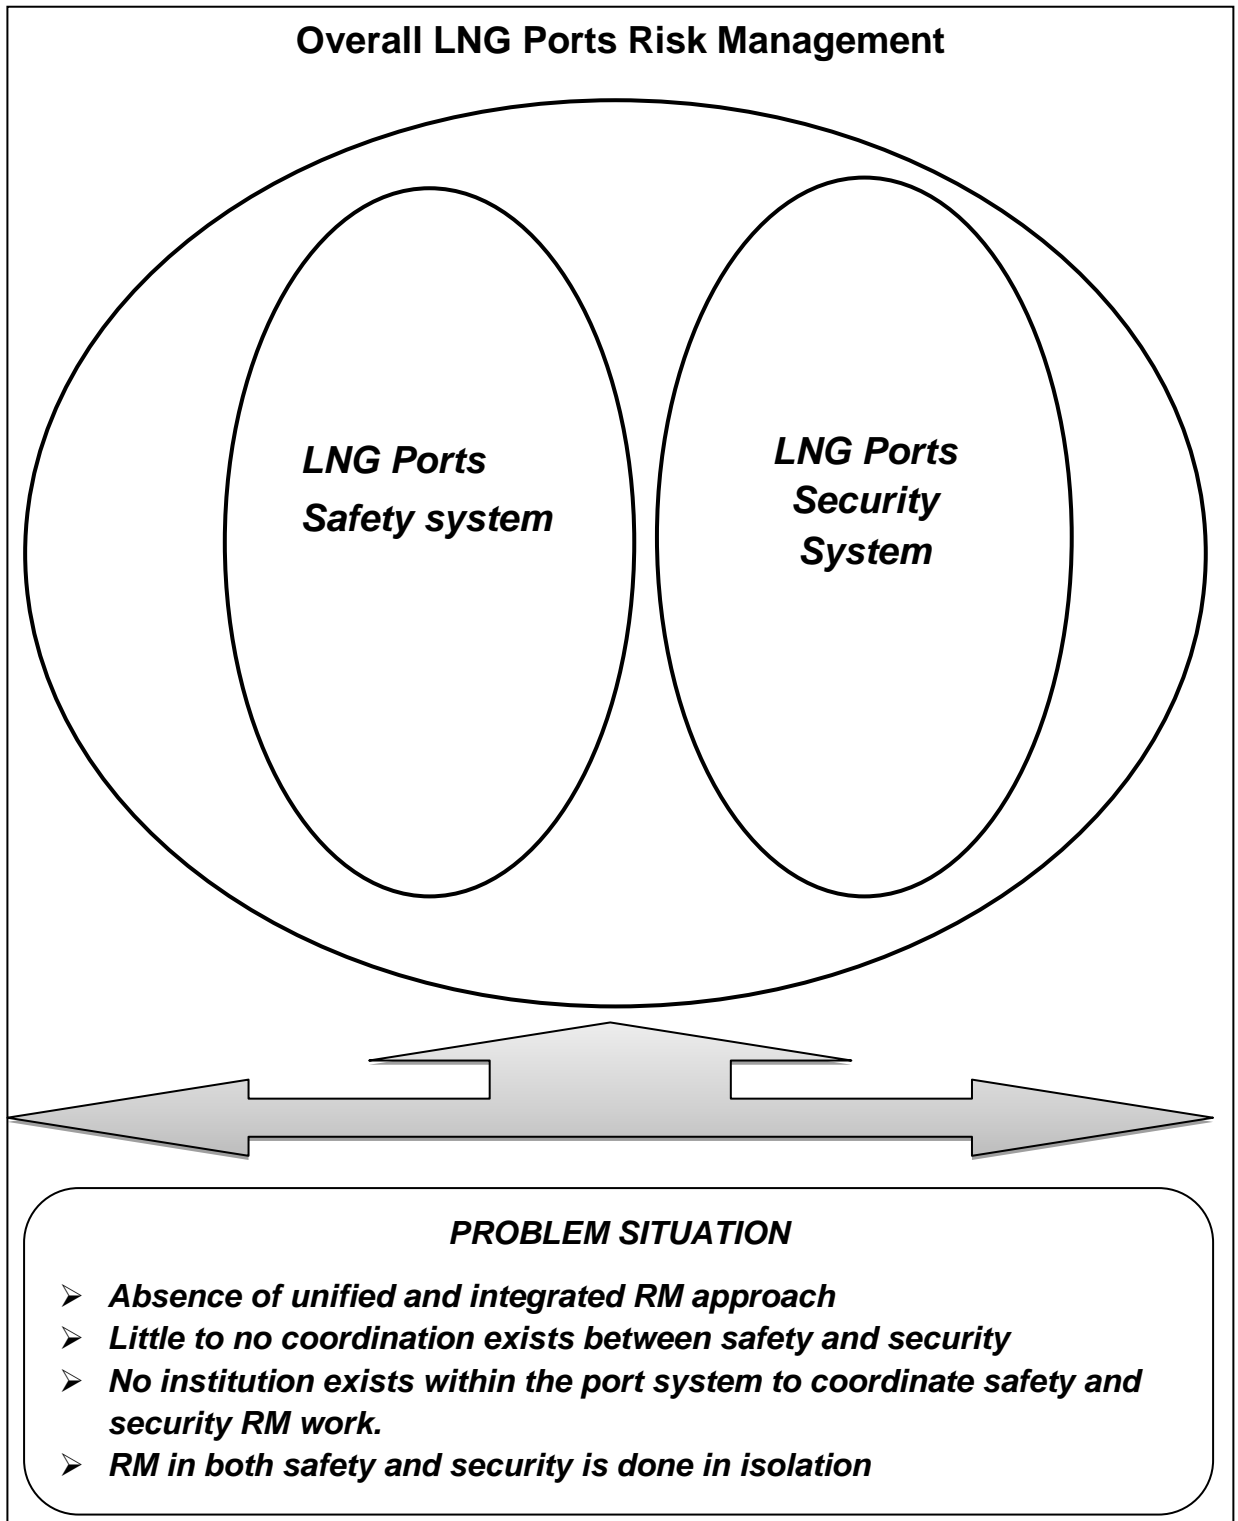 Overall LNG Ports Risk Management
LNG Ports
Safety system
LNG Ports
Security
System
PROBLEM SITUATION
➢ Absence of unified and integrated RM approach
➢ Little to no coordination exists between safety and security
➢ No institution exists within the port system to coordinate safety and
security RM work.
➢ RM in both safety and security is done in isolation